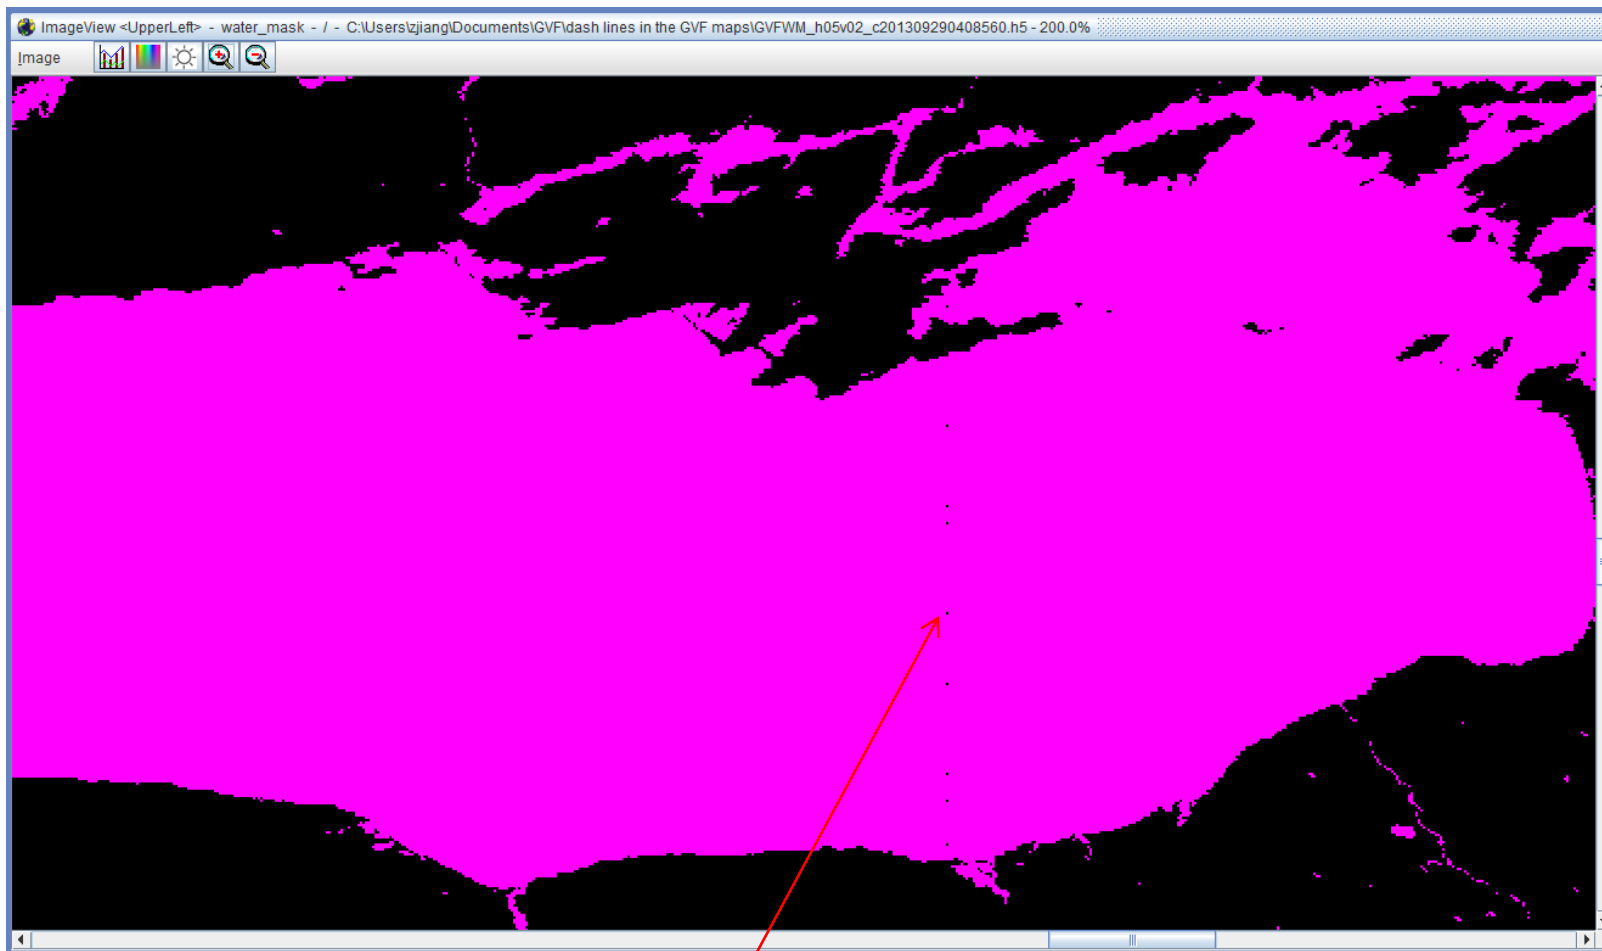 ImageView <UpperLeft> - water_mask - / - C:\Users\zjiang\Documents\GVF\dash lines in the GVF maps\GVFWM_h05v02_c201309290408560.h5 - 200.0%
Image